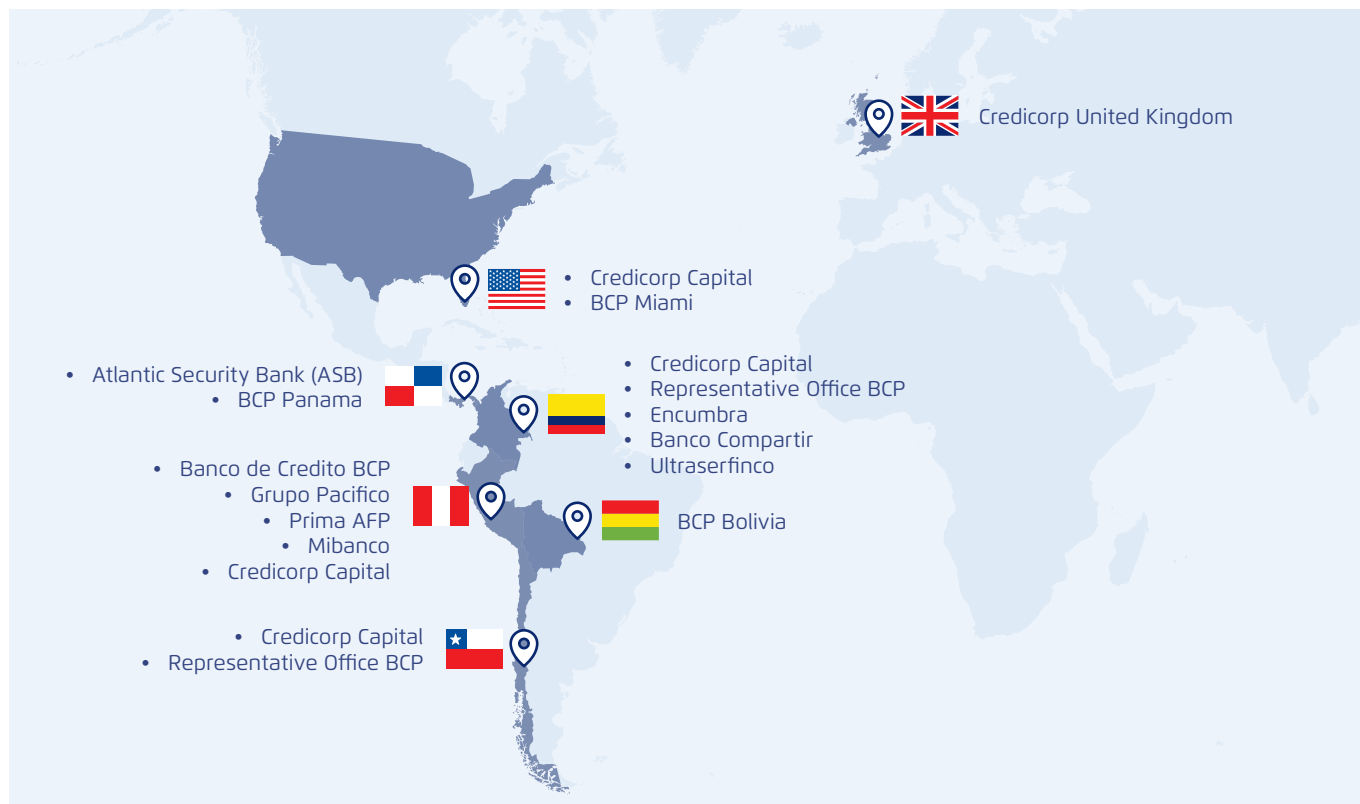 Credicorp United Kingdom
• Credicorp Capital
• BCP Miami
• Atlantic Security Bank (ASB)
• BCP Panama
• Credicorp Capital
• Representative Office BCP
• Encumbra
• Banco Compartir
• Ultraserfinco
• Banco de Credito BCP
• Grupo Pacifico
• Prima AFP
• Mibanco
• Credicorp Capital
BCP Bolivia
• Credicorp Capital
• Representative Office BCP